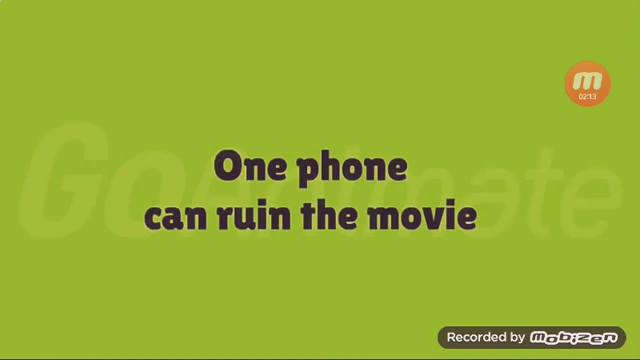 02:13
One phone
can ruin the movie
GoAnimate
Recorded by mobizen